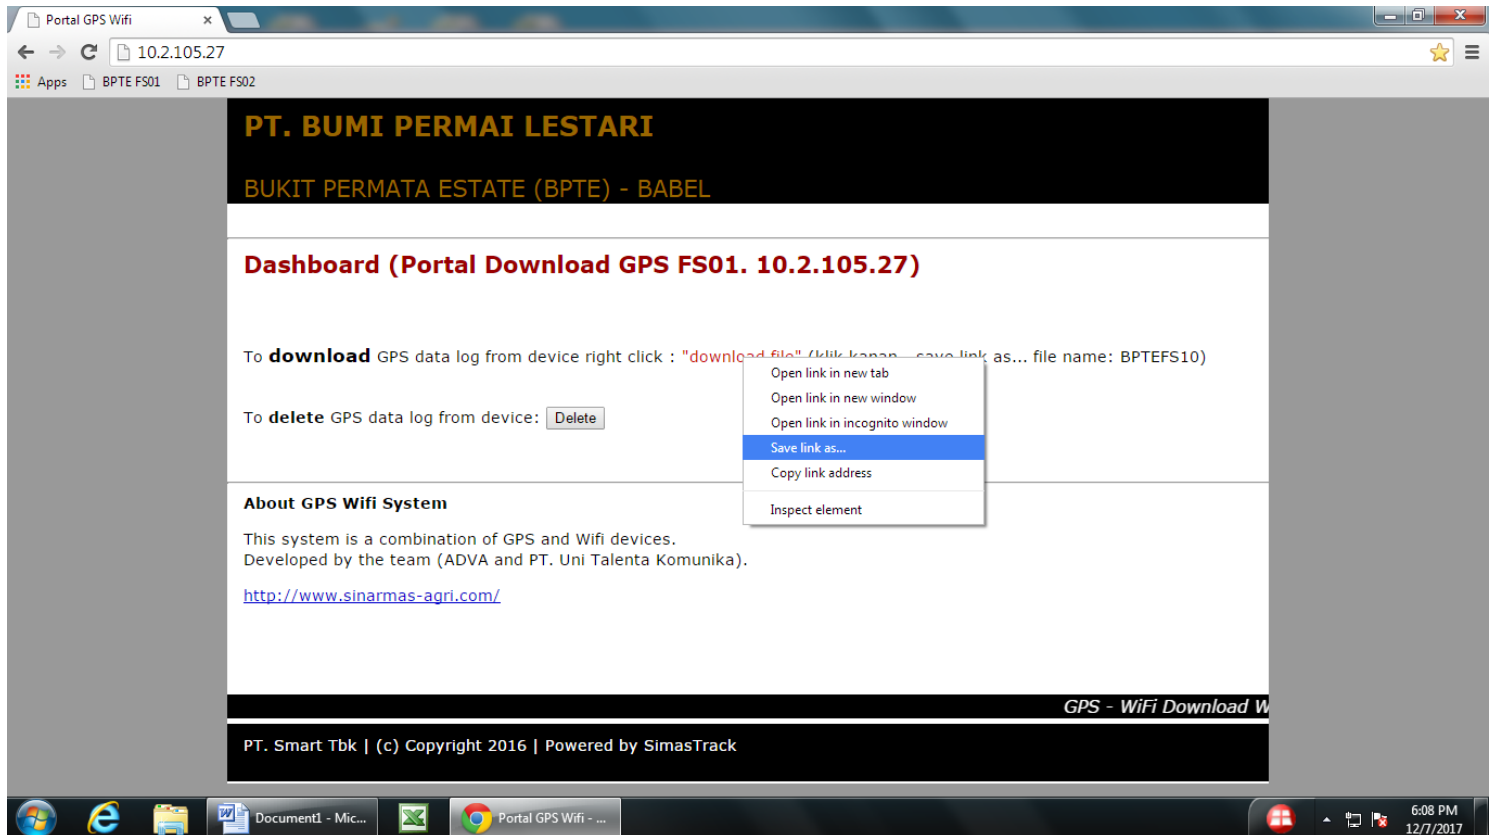 Portal GPS Wifi
10.2.105.27
Apps BPTE FS01 BPTE FS02
PT. BUMI PERMAI LESTARI
BUKIT PERMATA ESTATE (BPTE) - BABEL
Dashboard (Portal Download GPS FS01. 10.2.105.27)
To download GPS data log from device right click : "download file" (klik kanan - save link as... file name: BPTEFS10)
Open link in new tab
Open link in new window
Open link in incognito window
Save link as...
Copy link address
Inspect element
To delete GPS data log from device: Delete
About GPS Wifi System
This system is a combination of GPS and Wifi devices.
Developed by the team (ADVA and PT. Uni Talenta Komunika).
http://www.sinarmas-agri.com/
GPS - WiFi Download W
PT. Smart Tbk | (c) Copyright 2016 | Powered by SimasTrack
Document1 - Mic...
Portal GPS Wifi - ...
6:08 PM
12/7/2017